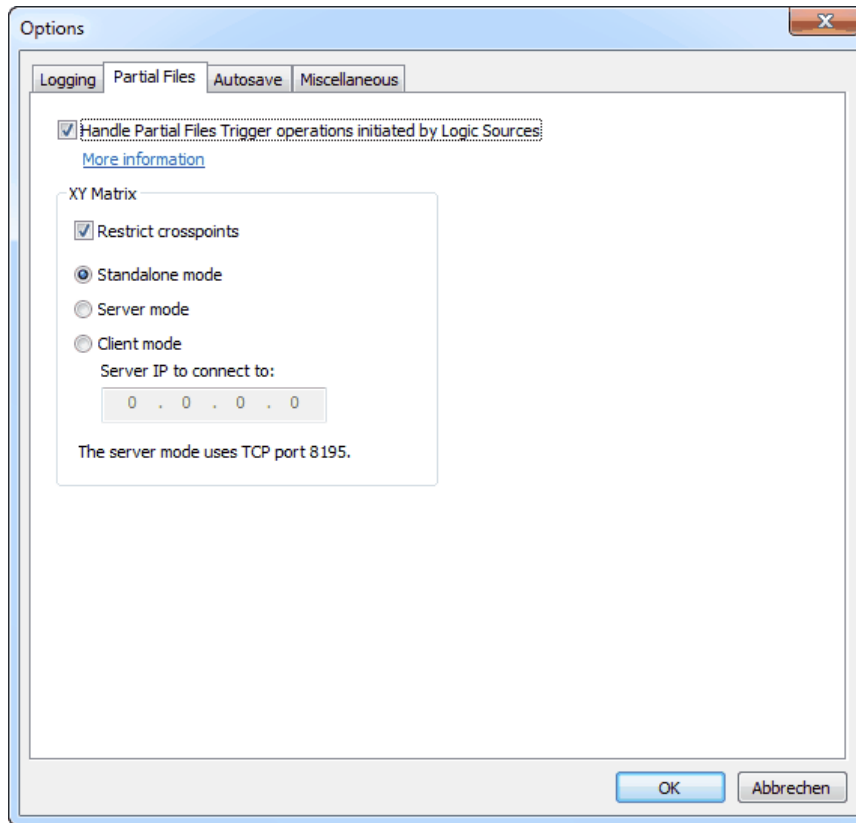 Options
Logging Partial Files Autosave Miscellaneous
Handle Partial Files Trigger operations initiated by Logic Sources
More information
XY Matrix
Restrict crosspoints
Standalone mode
Server mode
Client mode
Server IP to connect to:
0 . 0 . 0 . 0
The server mode uses TCP port 8195.
OK Abbrechen